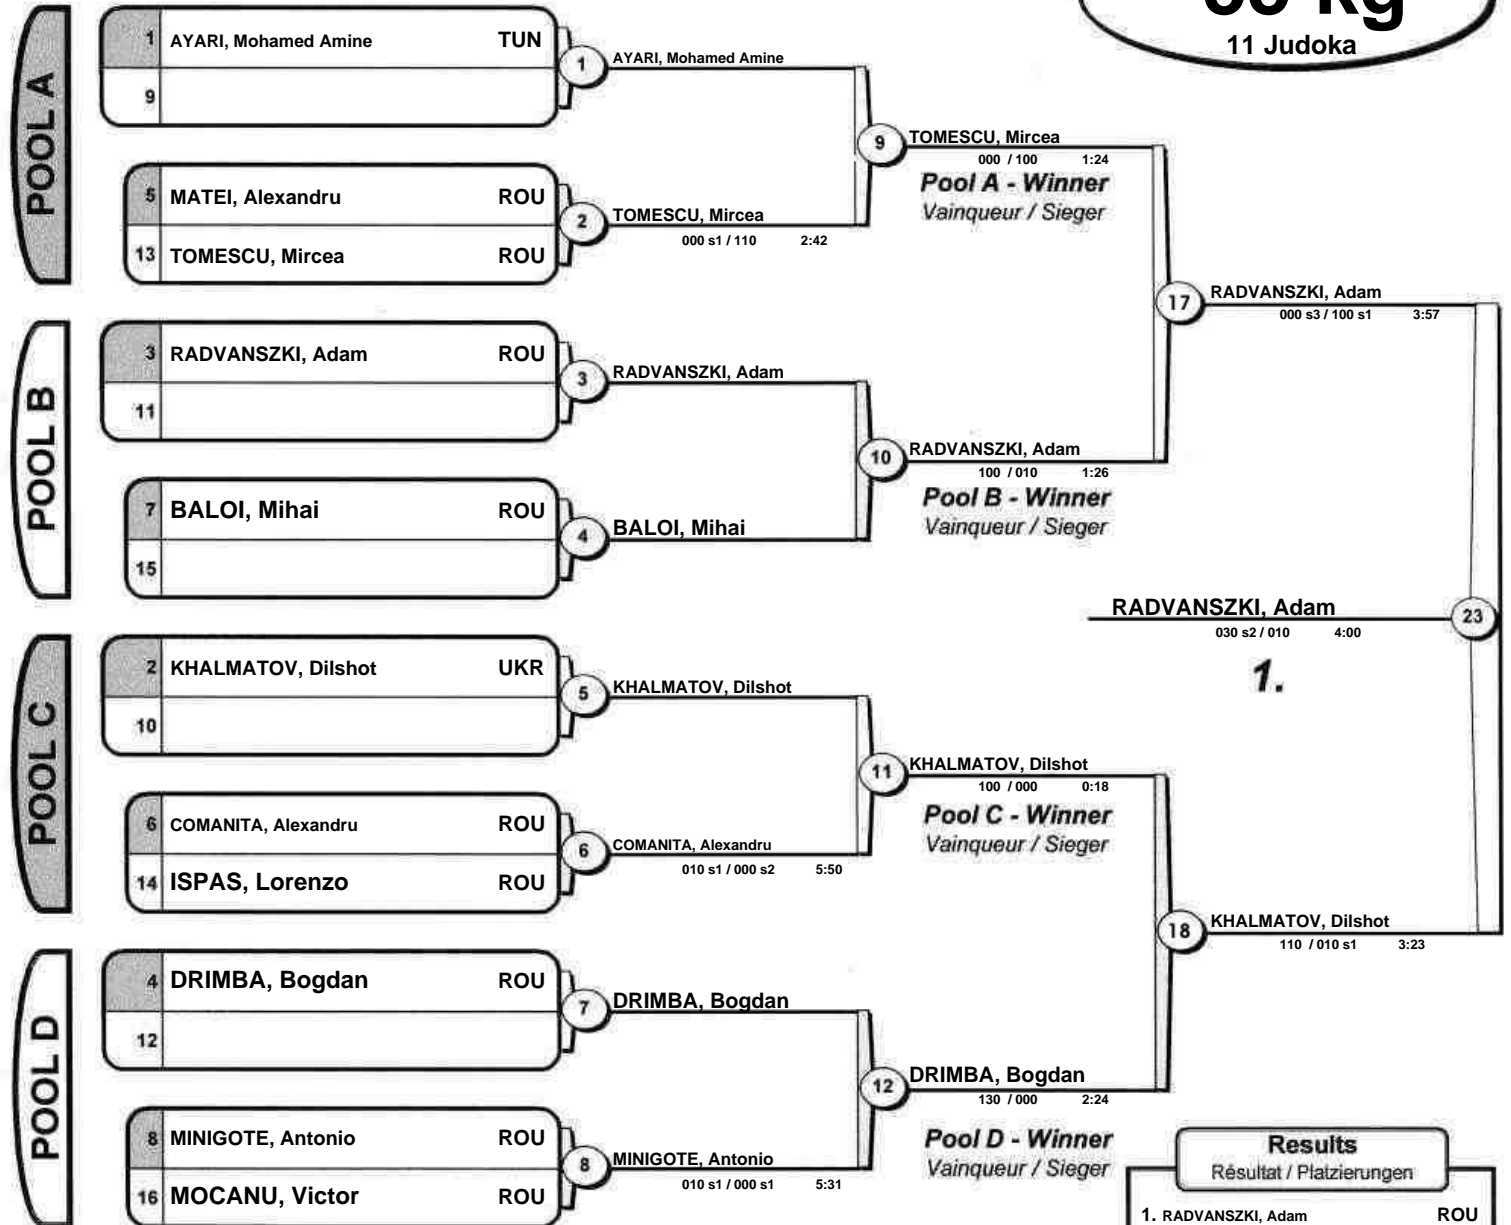 kg
11 Judoka
POOL A
1 AYARI, Mohamed Amine TUN
9
1 AYARI, Mohamed Amine
5 MATEI, Alexandru ROU
13 TOMESCU, Mircea ROU
2 TOMESCU, Mircea
000 s1 / 110 2:42
9 TOMESCU, Mircea
000 / 100 1:24
Pool A - Winner
Vainqueur / Sieger
POOL B
3 RADVANSZKI, Adam ROU
11
3 RADVANSZKI, Adam
7 BALOI, Mihai ROU
15
4 BALOI, Mihai
10 RADVANSZKI, Adam
100 / 010 1:26
Pool B - Winner
Vainqueur / Sieger
17 RADVANSZKI, Adam
000 s3 / 100 s1 3:57
RADVANSZKI, Adam 23
030 s2 / 010 4:00
1.
POOL C
2 KHALMATOV, Dilshot UKR
10
5 KHALMATOV, Dilshot
6 COMANITA, Alexandru ROU
14 ISPAS, Lorenzo ROU
6 COMANITA, Alexandru
010 s1 / 000 s2 5:50
11 KHALMATOV, Dilshot
100 / 000 0:18
Pool C - Winner
Vainqueur / Sieger
POOL D
4 DRIMBA, Bogdan ROU
12
7 DRIMBA, Bogdan
8 MINIGOTE, Antonio ROU
16 MOCANU, Victor ROU
8 MINIGOTE, Antonio
010 s1 / 000 s1 5:31
12 DRIMBA, Bogdan
130 / 000 2:24
Pool D - Winner
Vainqueur / Sieger
18 KHALMATOV, Dilshot
110 / 010 s1 3:23
Results
Résultat / Platzierungen
1. RADVANSZKI, Adam ROU